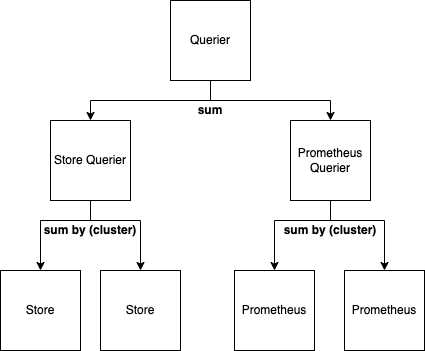 Querier
sum
Store Querier
Prometheus
Querier
sum by (cluster)
sum by (cluster)
Store
Store
Prometheus
Prometheus